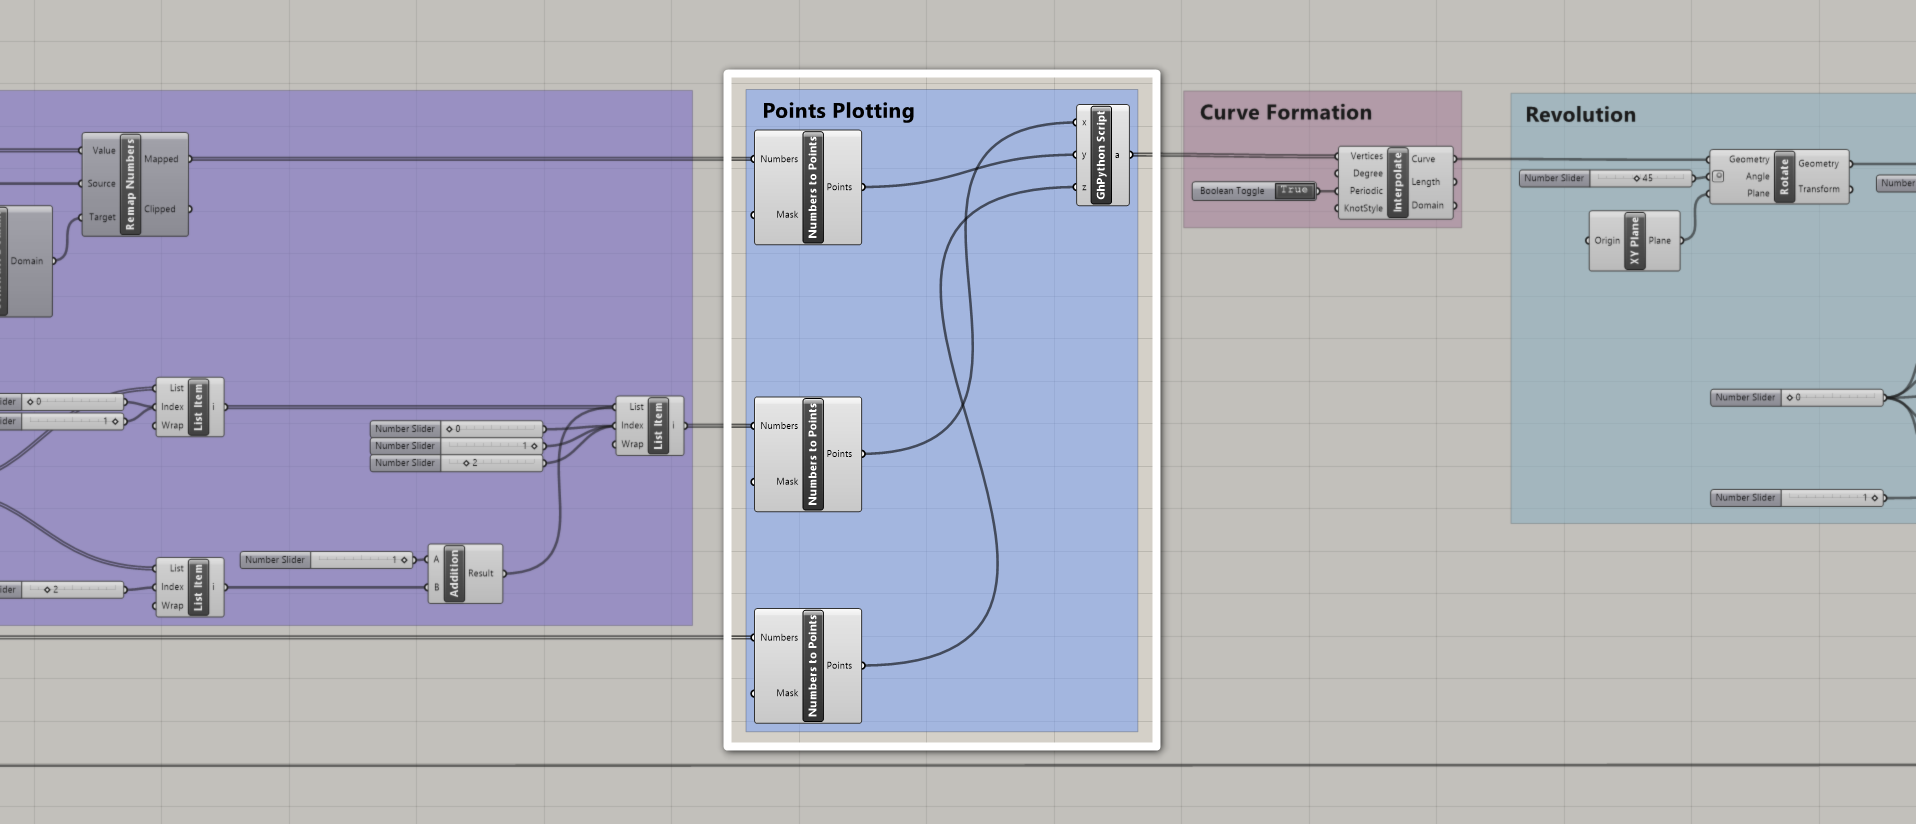 Points Plotting
Curve Formation
Revolution
Value
Source
Target
Remap Numbers
Mapped
Clipped
Domain
Numbers
Mask
Numbers to Points
Points
x
y
z
GhPython Script
a
Boolean Toggle True
Vertices
Degree
Periodic
KnotStyle
Interpolate
Curve
Length
Domain
Number Slider 45
Geometry
Angle
Plane
Rotate
Geometry
Transform
Number
Origin
XY Plane
Plane
0
1
List
Index
Wrap
List Item
i
Number Slider 0
Number Slider 1
Number Slider 2
List
Index
Wrap
List Item
i
Numbers
Mask
Numbers to Points
Points
Number Slider 0
Number Slider 1
2
List
Index
Wrap
List Item
i
Number Slider 1
A
B
Addition
Result
Numbers
Mask
Numbers to Points
Points